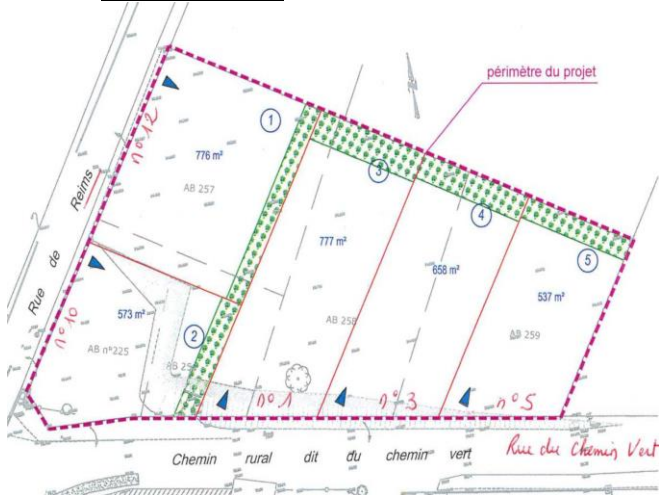 périmètre du projet
1
n°12
776 m²
AB 257
Rue de Reims
3
777 m²
4
658 m²
5
537 m²
n°10
573 m²
AB n°225
2
AB 258
AB 259
n°1
n°3
n°5
Chemin rural dit du chemin vert
Rue du Chemin Vert